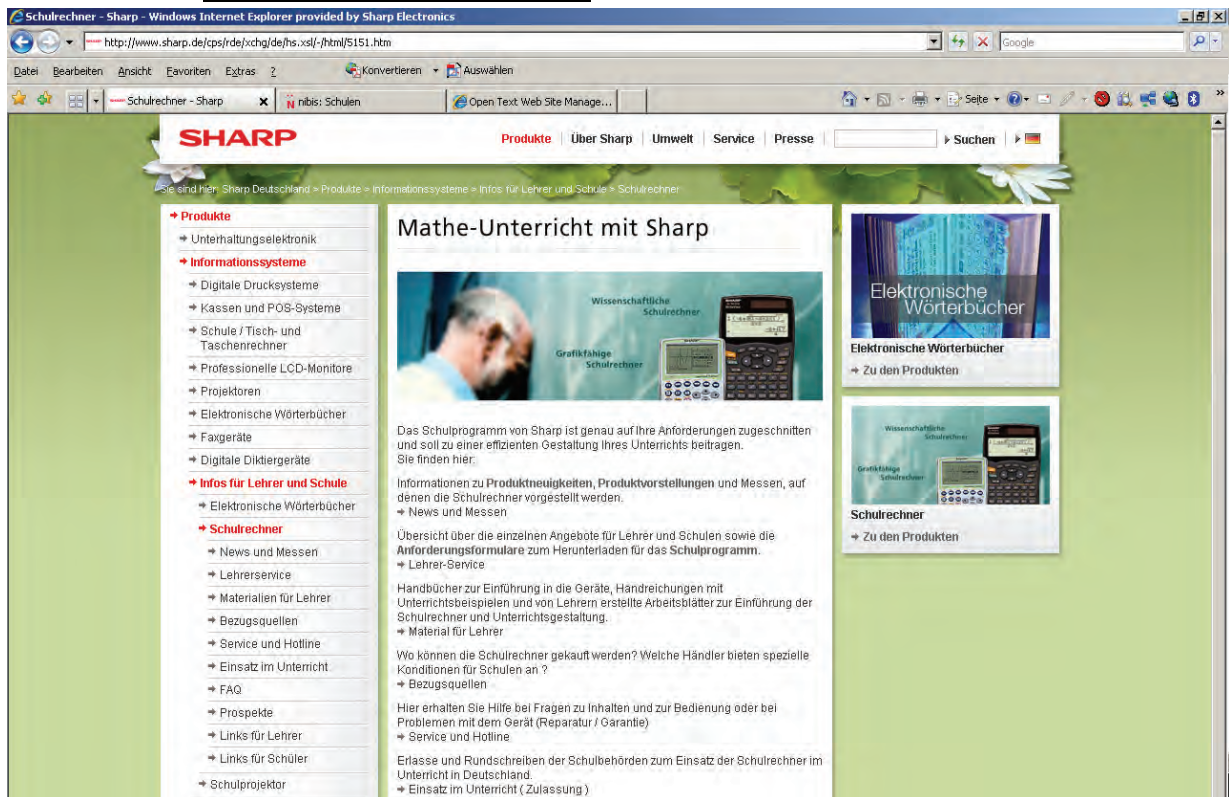 Schulrechner - Sharp - Windows Internet Explorer provided by Sharp Electronics
http://www.sharp.de/cps/rde/xchg/de/hs.xsl/-/html/5151.htm
Google
Datei Bearbeiten Ansicht Favoriten Extras ?
Konvertieren
Auswählen
Schulrechner - Sharp
nibis: Schulen
Open Text Web Site Manage...
Seite
SHARP
Produkte | Über Sharp | Umwelt | Service | Presse
Suchen
Sie sind hier: Sharp Deutschland > Produkte > Informationssysteme > Infos für Lehrer und Schule > Schulrechner
Produkte
Unterhaltungselektronik
Informationssysteme
Digitale Drucksysteme
Kassen und POS-Systeme
Schule / Tisch- und
Taschenrechner
Professionelle LCD-Monitore
Projektoren
Elektronische Wörterbücher
Faxgeräte
Digitale Diktiergeräte
Infos für Lehrer und Schule
Elektronische Wörterbücher
Schulrechner
News und Messen
Lehrerservice
Materialien für Lehrer
Bezugsquellen
Service und Hotline
Einsatz im Unterricht
FAQ
Prospekte
Links für Lehrer
Links für Schüler
Schulprojektor
Mathe-Unterricht mit Sharp
Wissenschaftliche
Schulrechner
Grafikfähige
Schulrechner
Das Schulprogramm von Sharp ist genau auf Ihre Anforderungen zugeschnitten
und soll zu einer effizienten Gestaltung Ihres Unterrichts beitragen.
Sie finden hier:
Informationen zu Produktneuigkeiten, Produktvorstellungen und Messen, auf
denen die Schulrechner vorgestellt werden.
News und Messen
Übersicht über die einzelnen Angebote für Lehrer und Schulen sowie die
Anforderungsformulare zum Herunterladen für das Schulprogramm.
Lehrer-Service
Handbücher zur Einführung in die Geräte, Handreichungen mit
Unterrichtsbeispielen und von Lehrern erstellte Arbeitsblätter zur Einführung der
Schulrechner und Unterrichtsgestaltung.
Material für Lehrer
Wo können die Schulrechner gekauft werden? Welche Händler bieten spezielle
Konditionen für Schulen an ?
Bezugsquellen
Hier erhalten Sie Hilfe bei Fragen zu Inhalten und zur Bedienung oder bei
Problemen mit dem Gerät (Reparatur / Garantie)
Service und Hotline
Erlasse und Rundschreiben der Schulbehörden zum Einsatz der Schulrechner im
Unterricht in Deutschland.
Einsatz im Unterricht ( Zulassung )
Elektronische
Wörterbücher
Elektronische Wörterbücher
Zu den Produkten
Wissenschaftliche
Schulrechner
Grafikfähige
Schulrechner
Schulrechner
Zu den Produkten